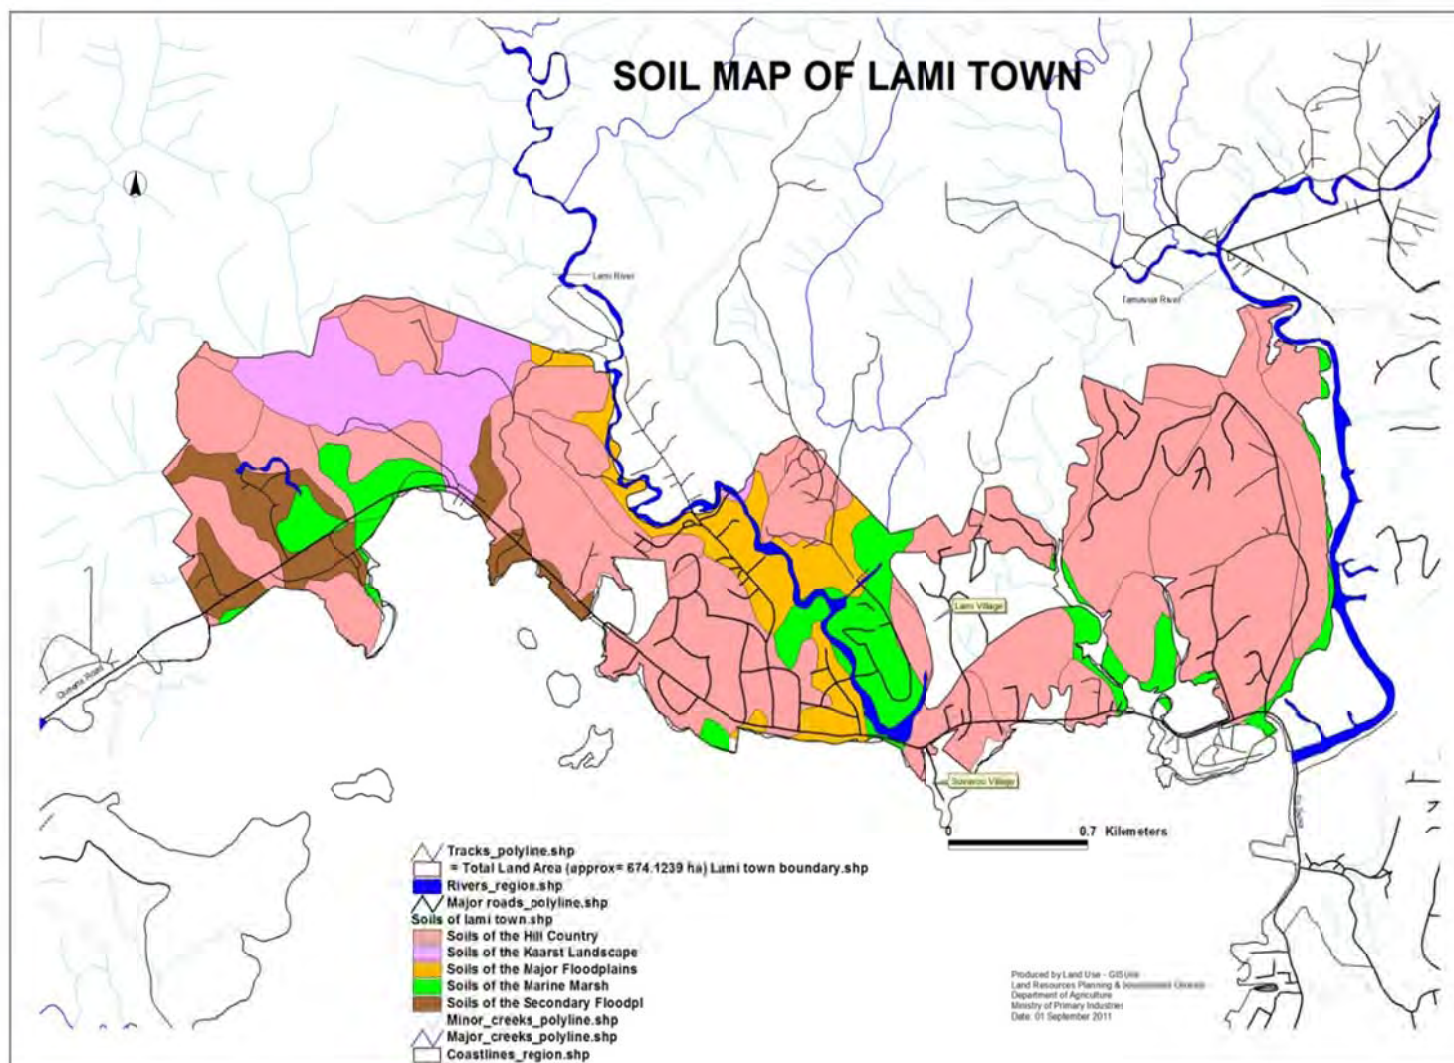 SOIL MAP OF LAMI TOWN
Lami River
Tamavua River
Lami Village
Queens Road
Suvavou Village
0 0.7 Kilometers
Tracks_polyline.shp
= Total Land Area (approx= 674.1239 ha) Lami town boundary.shp
Rivers_region.shp
Major roads_polyline.shp
Soils of lami town.shp
Soils of the Hill Country
Soils of the Kaarst Landscape
Soils of the Major Floodplains
Soils of the Marine Marsh
Soils of the Secondary Floodpl
Minor_creeks_polyline.shp
Major_creeks_polyline.shp
Coastlines_region.shp
Produced by Land Use - GISUnit
Land Resources Planning &
Department of Agriculture
Ministry of Primary Industries
Date: 01 September 2011